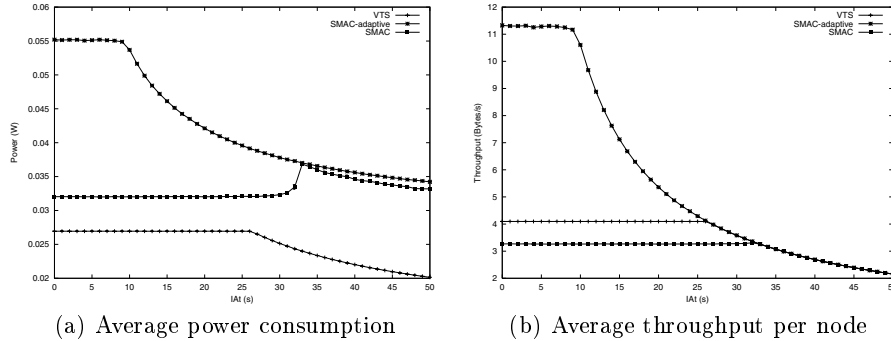 VTS
SMAC-adaptive
SMAC
0.06
0.055
0.05
0.045
0.04
0.035
0.03
0.025
0.02
Power (W)
0 5 10 15 20 25 30 35 40 45 50
IAt (s)
(a) Average power consumption
VTS
SMAC-adaptive
SMAC
12
11
10
9
8
7
6
5
4
3
2
Throughput (Bytes/s)
0 5 10 15 20 25 30 35 40 45 50
IAt (s)
(b) Average throughput per node